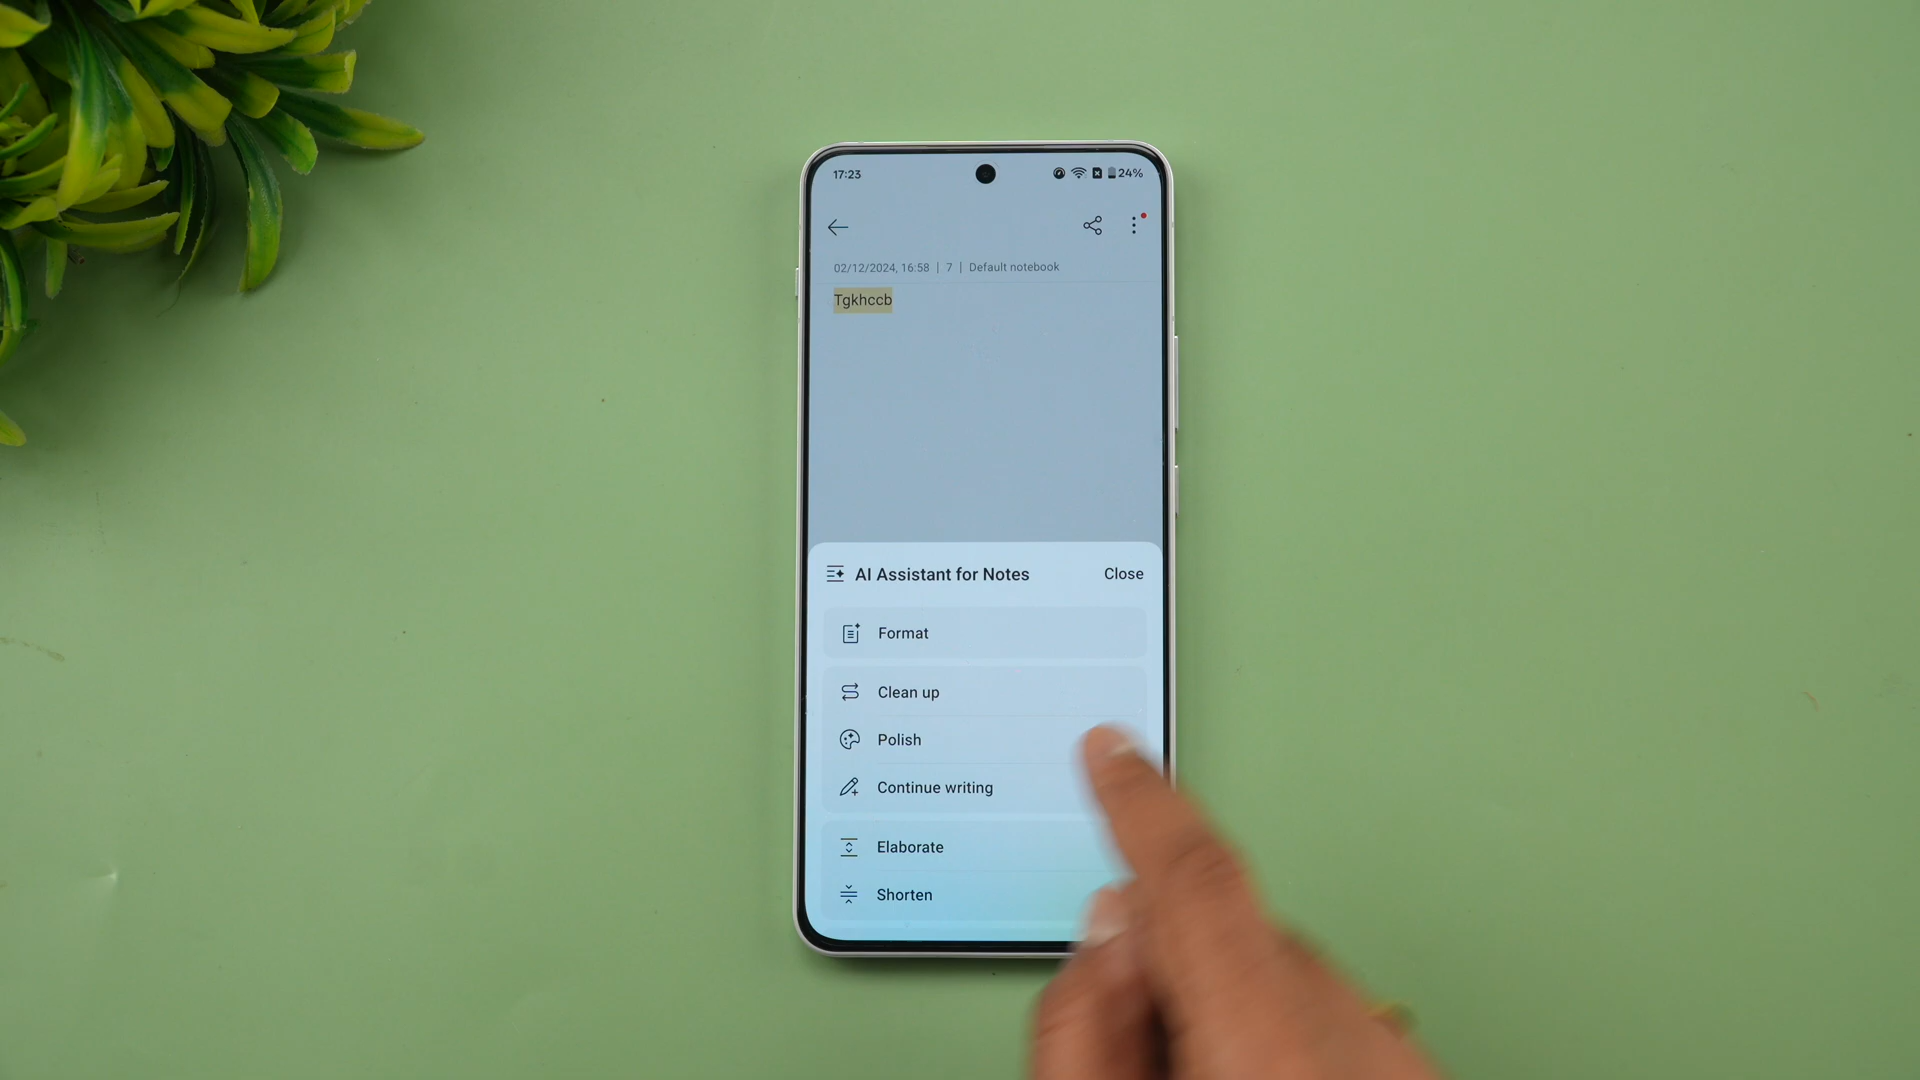 17:23
24%
02/12/2024, 16:58 | 7 | Default notebook
Tgkhccb
AI Assistant for Notes
Close
Format
Clean up
Polish
Continue writing
Elaborate
Shorten